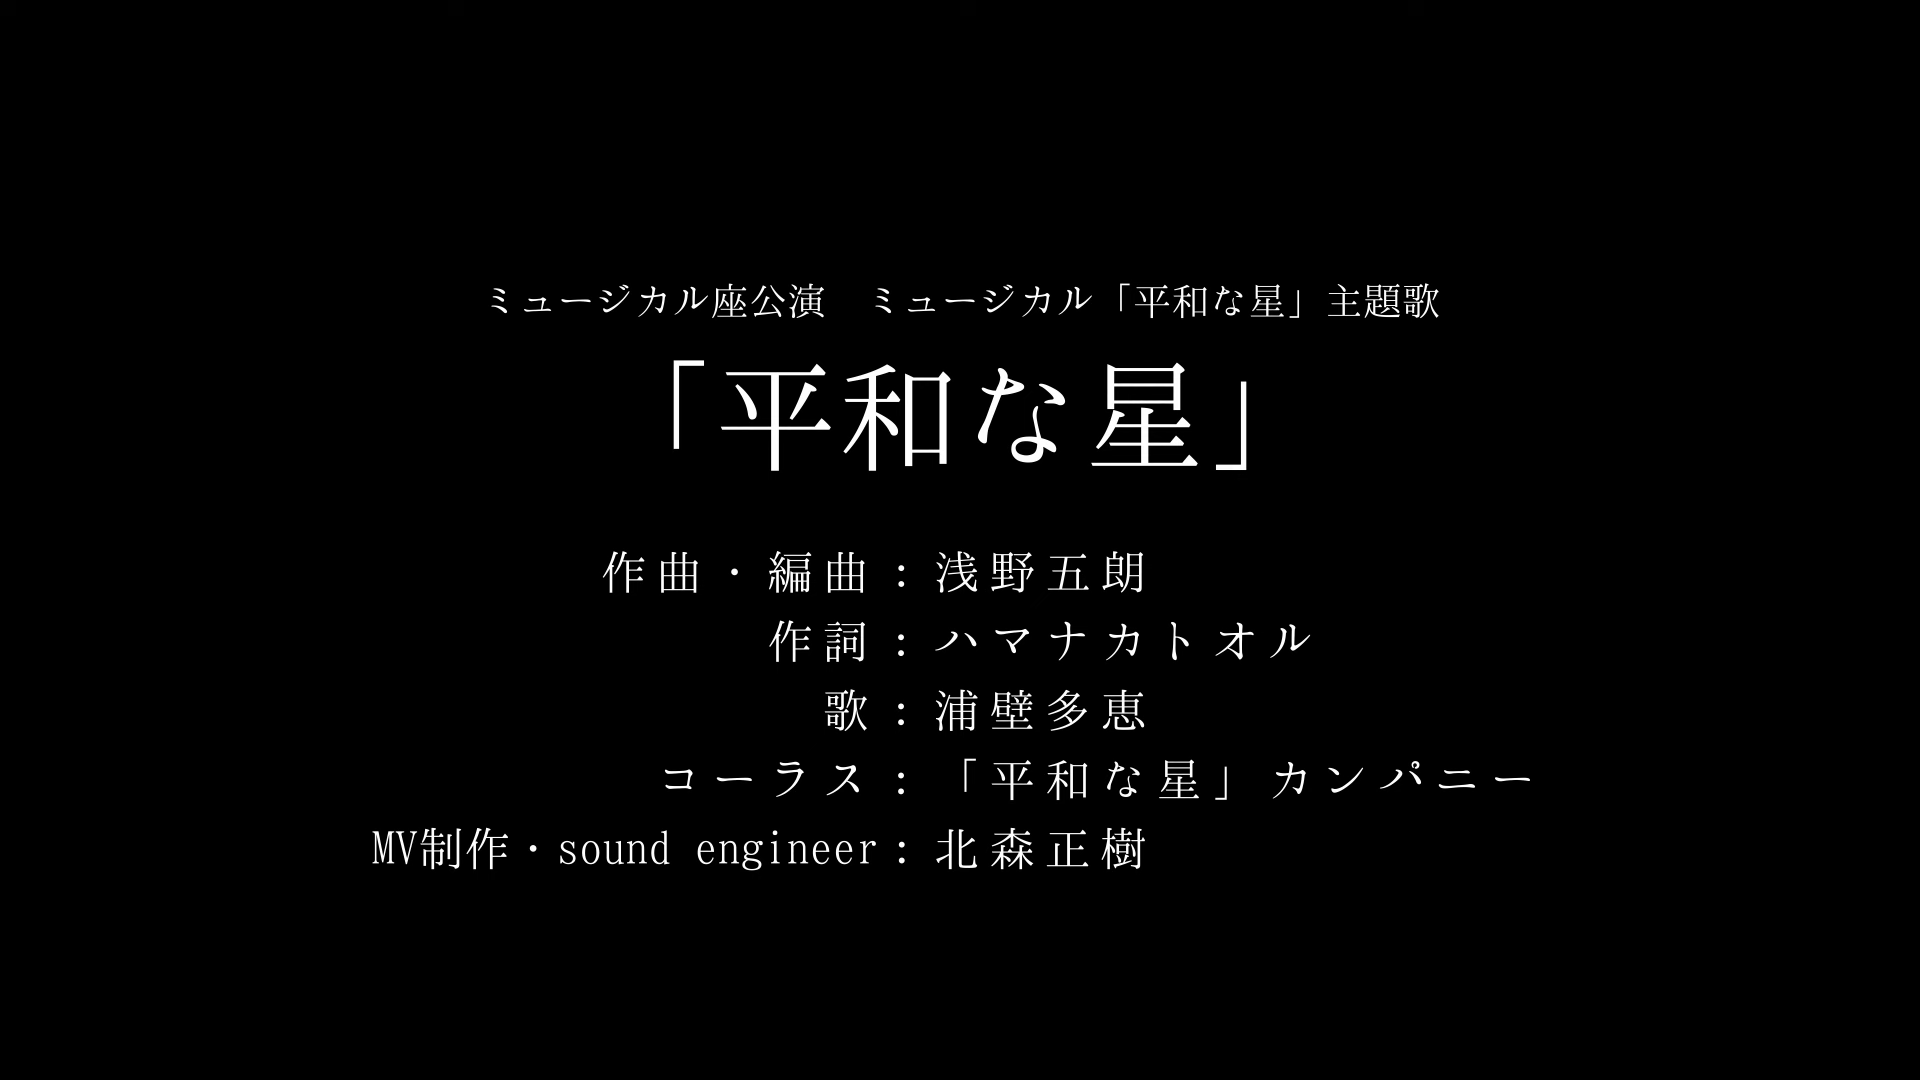 ミュージカル座公演　ミュージカル「平和な星」主題歌
「平和な星」
作曲・編曲：浅野五朗
作詞：ハマナカトオル
歌：浦壁多恵
コーラス：「平和な星」カンパニー
MV制作・sound engineer：北森正樹